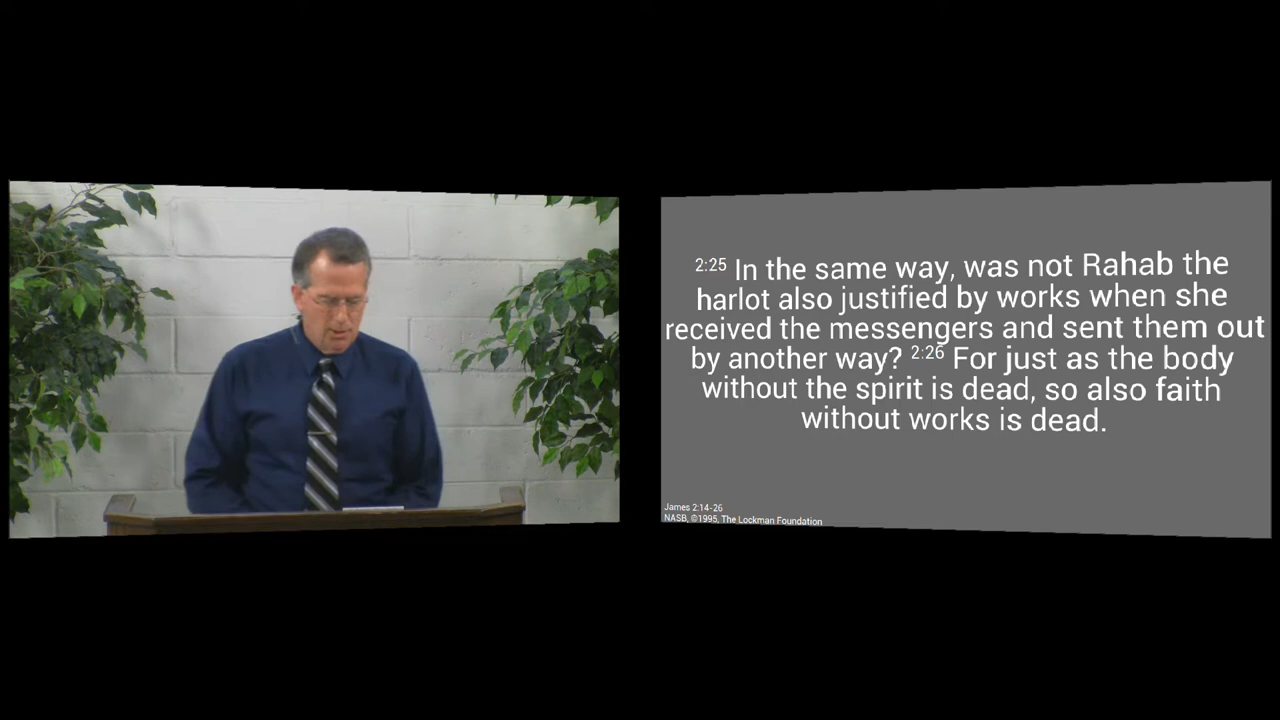 2:25 In the same way, was not Rahab the
harlot also justified by works when she
received the messengers and sent them out
by another way? 2:26 For just as the body
without the spirit is dead, so also faith
without works is dead.
James 2:14-26
NASB, ©1995, The Lockman Foundation